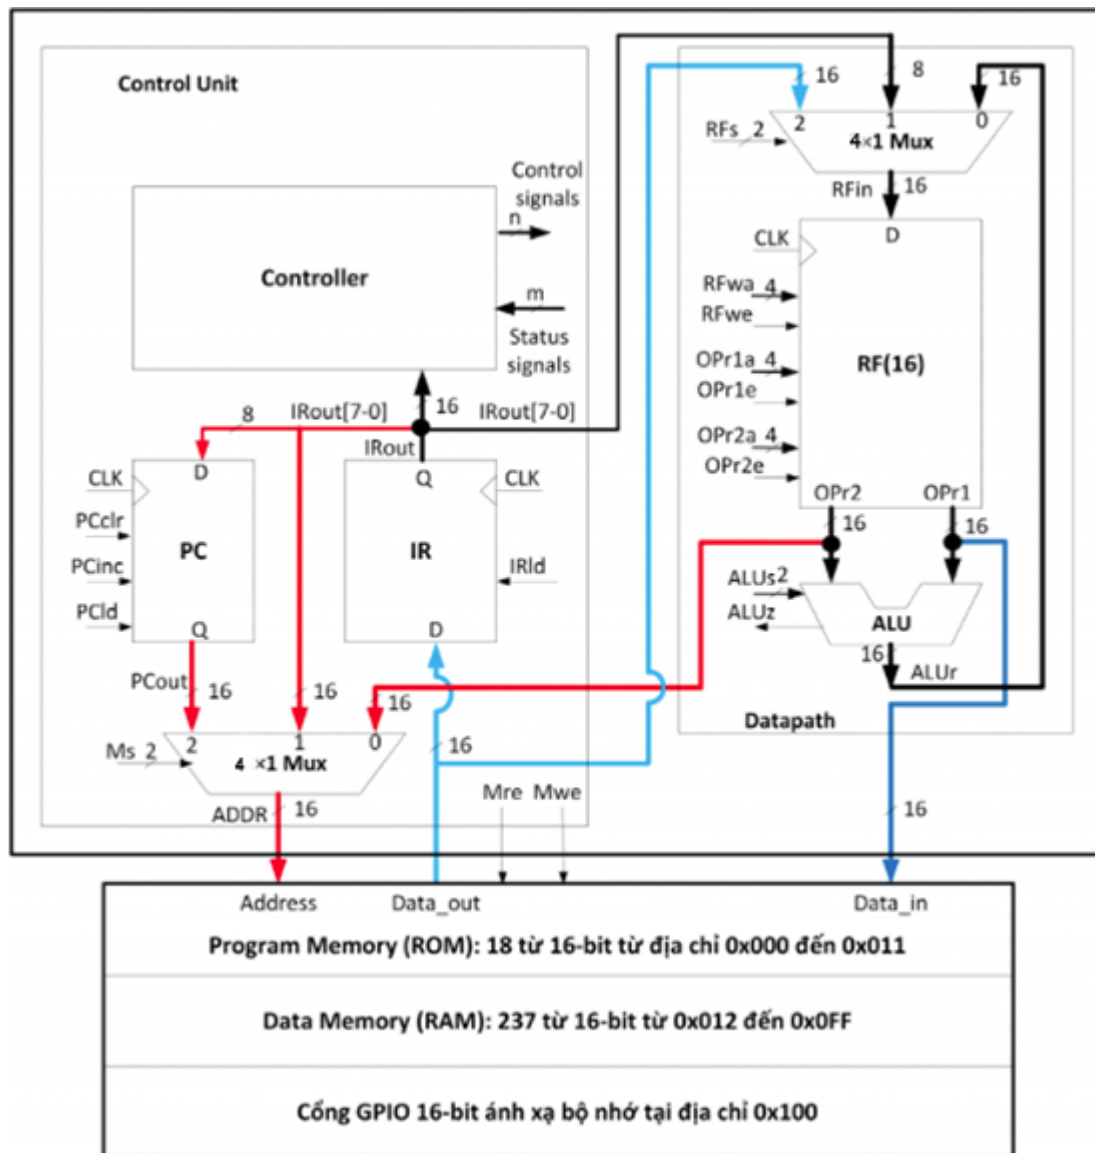 Control Unit
Control
signals
n
Controller
m
Status
signals
16
8
16
2
1
0
RFs
2
4×1 Mux
RFin
16
D
CLK
RFwa
4
RFwe
OPr1a
4
OPr1e
OPr2a
4
OPr2e
RF(16)
OPr2
OPr1
16
16
8
IRout[7-0]
16
IRout[7-0]
IRout
D
CLK
PCclr
PCinc
PCld
PC
Q
Q
CLK
IR
IRld
D
ALUs
2
ALUz
ALU
16
ALUr
Datapath
PCout
16
16
16
2
1
0
Ms
2
4 ×1 Mux
ADDR
16
16
Mre
Mwe
16
Address
Data_out
Data_in
Program Memory (ROM): 18 từ 16-bit từ địa chỉ 0x000 đến 0x011
Data Memory (RAM): 237 từ 16-bit từ 0x012 đến 0x0FF
Cổng GPIO 16-bit ánh xạ bộ nhớ tại địa chỉ 0x100